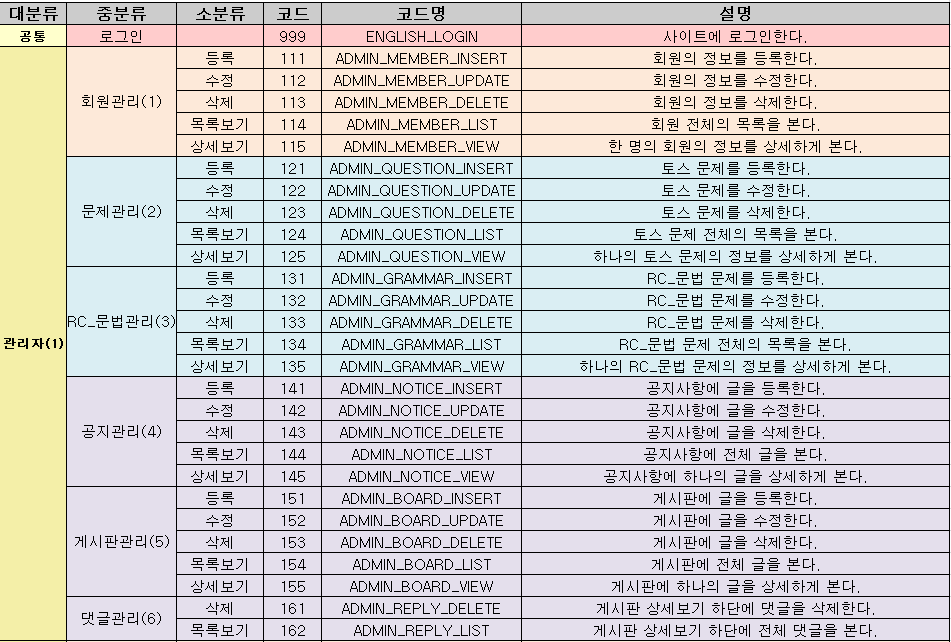 대분류 중분류 소분류 코드 코드명 설명
공통 로그인 999 ENGLISH_LOGIN 사이트에 로그인한다.
관리자(1)
회원관리(1)
등록 111 ADMIN_MEMBER_INSERT 회원의 정보를 등록한다.
수정 112 ADMIN_MEMBER_UPDATE 회원의 정보를 수정한다.
삭제 113 ADMIN_MEMBER_DELETE 회원의 정보를 삭제한다.
목록보기 114 ADMIN_MEMBER_LIST 회원 전체의 목록을 본다.
상세보기 115 ADMIN_MEMBER_VIEW 한 명의 회원의 정보를 상세하게 본다.
문제관리(2)
등록 121 ADMIN_QUESTION_INSERT 토스 문제를 등록한다.
수정 122 ADMIN_QUESTION_UPDATE 토스 문제를 수정한다.
삭제 123 ADMIN_QUESTION_DELETE 토스 문제를 삭제한다.
목록보기 124 ADMIN_QUESTION_LIST 토스 문제 전체의 목록을 본다.
상세보기 125 ADMIN_QUESTION_VIEW 하나의 토스 문제의 정보를 상세하게 본다.
RC_문법관리(3)
등록 131 ADMIN_GRAMMAR_INSERT RC_문법 문제를 등록한다.
수정 132 ADMIN_GRAMMAR_UPDATE RC_문법 문제를 수정한다.
삭제 133 ADMIN_GRAMMAR_DELETE RC_문법 문제를 삭제한다.
목록보기 134 ADMIN_GRAMMAR_LIST RC_문법 문제 전체의 목록을 본다.
상세보기 135 ADMIN_GRAMMAR_VIEW 하나의 RC_문법 문제의 정보를 상세하게 본다.
공지관리(4)
등록 141 ADMIN_NOTICE_INSERT 공지사항에 글을 등록한다.
수정 142 ADMIN_NOTICE_UPDATE 공지사항에 글을 수정한다.
삭제 143 ADMIN_NOTICE_DELETE 공지사항에 글을 삭제한다.
목록보기 144 ADMIN_NOTICE_LIST 공지사항에 전체 글을 본다.
상세보기 145 ADMIN_NOTICE_VIEW 공지사항에 하나의 글을 상세하게 본다.
게시판관리(5)
등록 151 ADMIN_BOARD_INSERT 게시판에 글을 등록한다.
수정 152 ADMIN_BOARD_UPDATE 게시판에 글을 수정한다.
삭제 153 ADMIN_BOARD_DELETE 게시판에 글을 삭제한다.
목록보기 154 ADMIN_BOARD_LIST 게시판에 전체 글을 본다.
상세보기 155 ADMIN_BOARD_VIEW 게시판에 하나의 글을 상세하게 본다.
댓글관리(6)
삭제 161 ADMIN_REPLY_DELETE 게시판 상세보기 하단에 댓글을 삭제한다.
목록보기 162 ADMIN_REPLY_LIST 게시판 상세보기 하단에 전체 댓글을 본다.